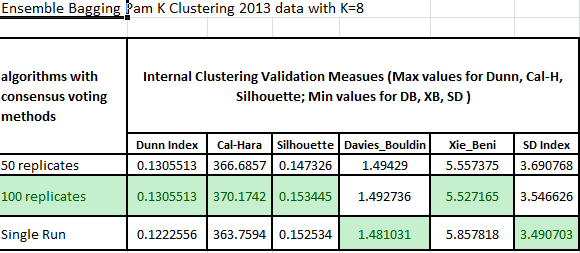 Ensemble Bagging Pam K Clustering 2013 data with K=8
algorithms with consensus voting methods
Internal Clustering Validation Measues (Max values for Dunn, Cal-H,
Silhouette; Min values for DB, XB, SD )
Dunn Index Cal-Hara Silhouette Davies_Bouldin Xie_Beni SD Index
50 replicates 0.1305513 366.6857 0.147326 1.49429 5.557375 3.690768
100 replicates 0.1305513 370.1742 0.153445 1.492736 5.527165 3.546626
Single Run 0.1222556 363.7594 0.152534 1.481031 5.857818 3.490703